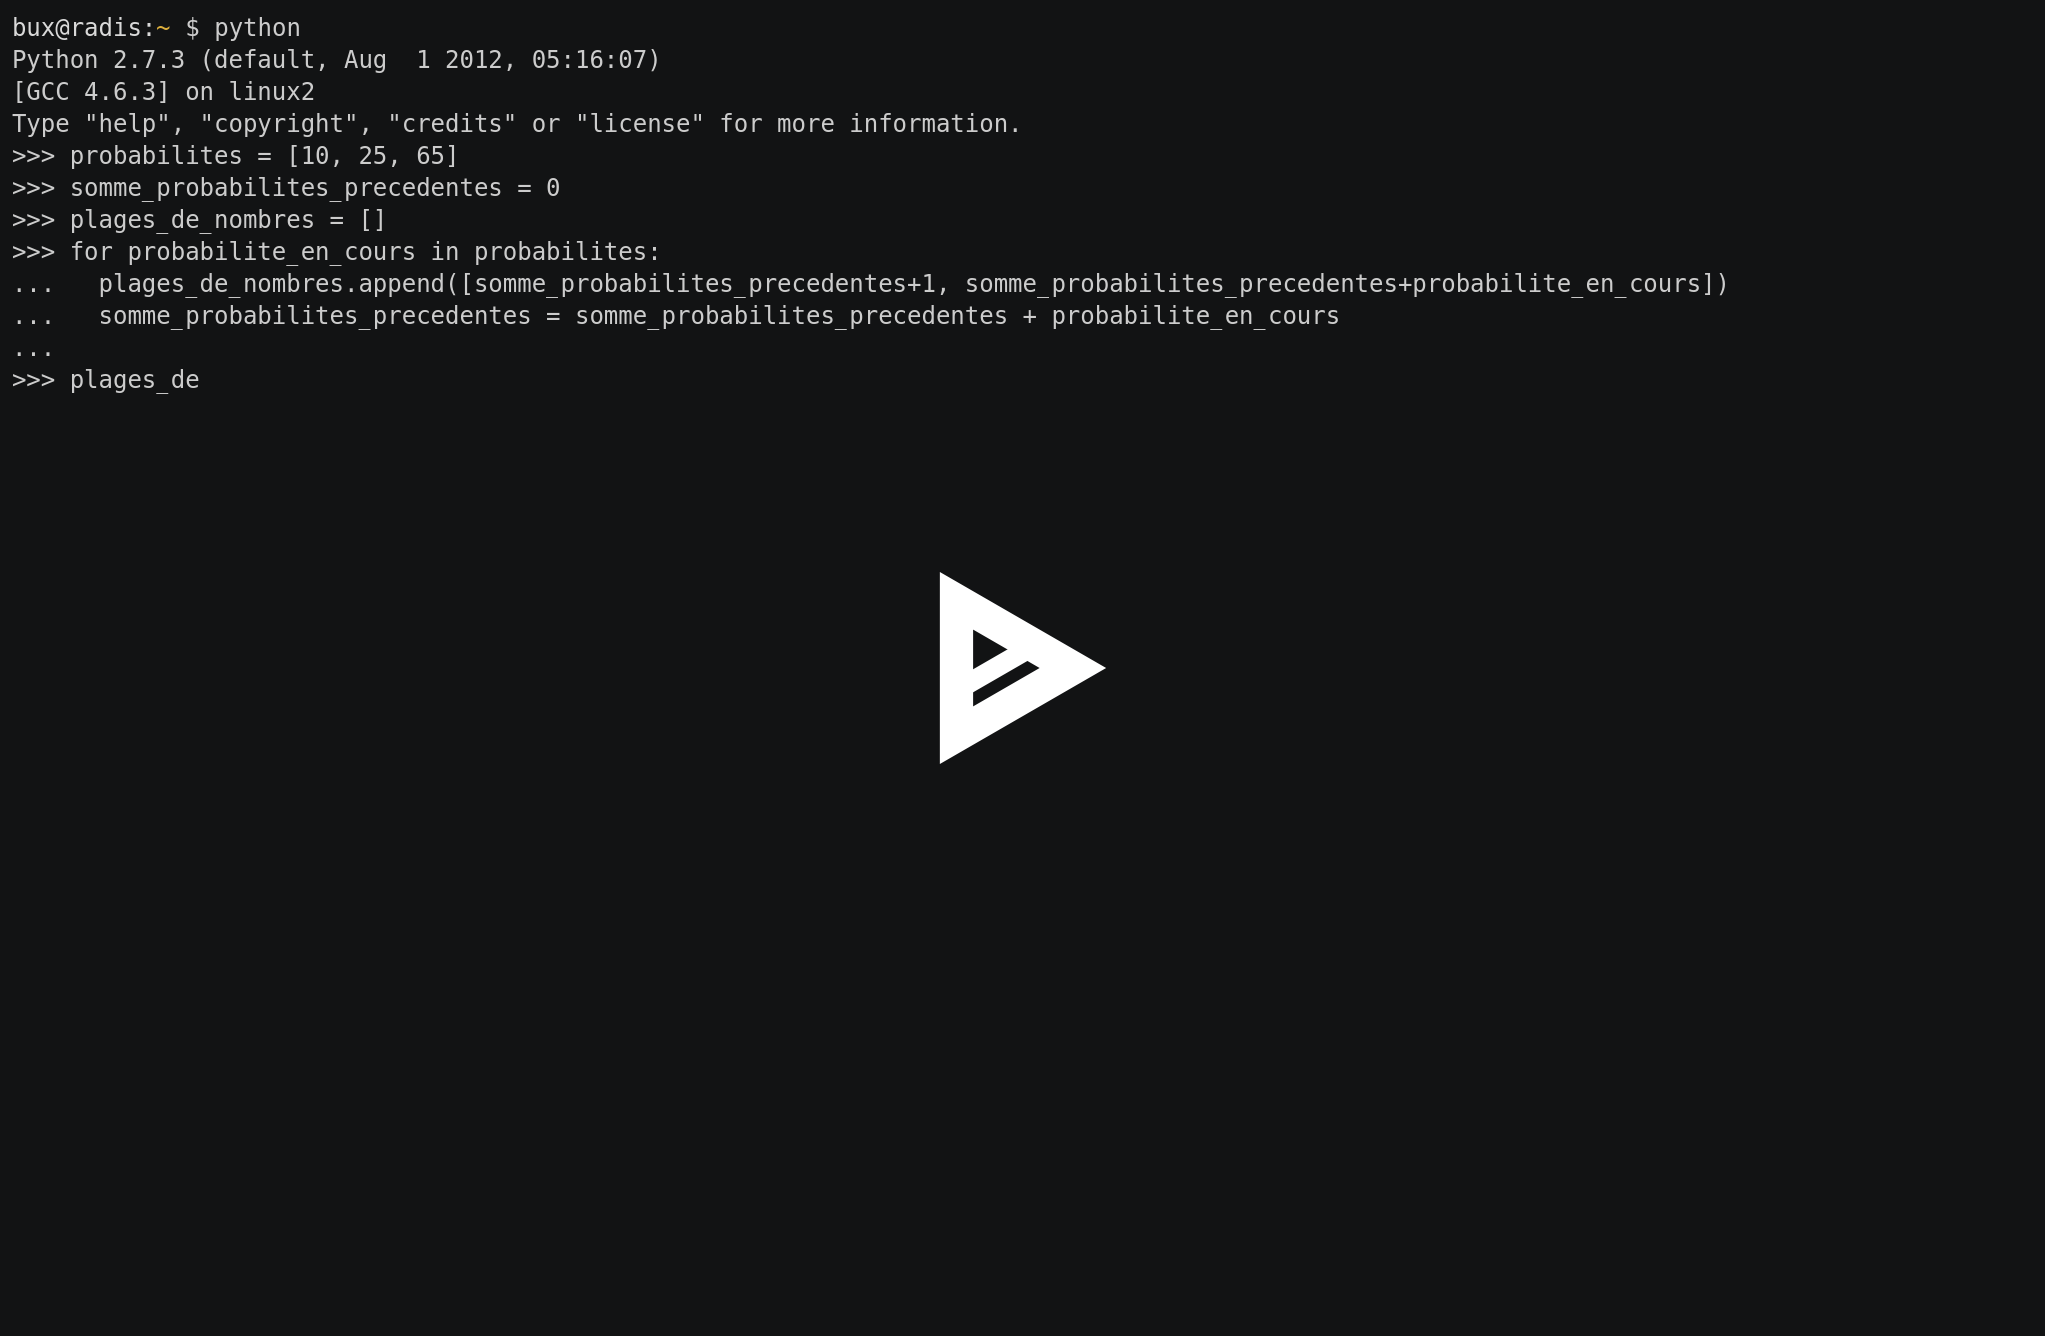 bux@radis:~ $ python
Python 2.7.3 (default, Aug  1 2012, 05:16:07)
[GCC 4.6.3] on linux2
Type "help", "copyright", "credits" or "license" for more information.
>>> probabilites = [10, 25, 65]
>>> somme_probabilites_precedentes = 0
>>> plages_de_nombres = []
>>> for probabilite_en_cours in probabilites:
...   plages_de_nombres.append([somme_probabilites_precedentes+1, somme_probabilites_precedentes+probabilite_en_cours])
...   somme_probabilites_precedentes = somme_probabilites_precedentes + probabilite_en_cours
...
>>> plages_de